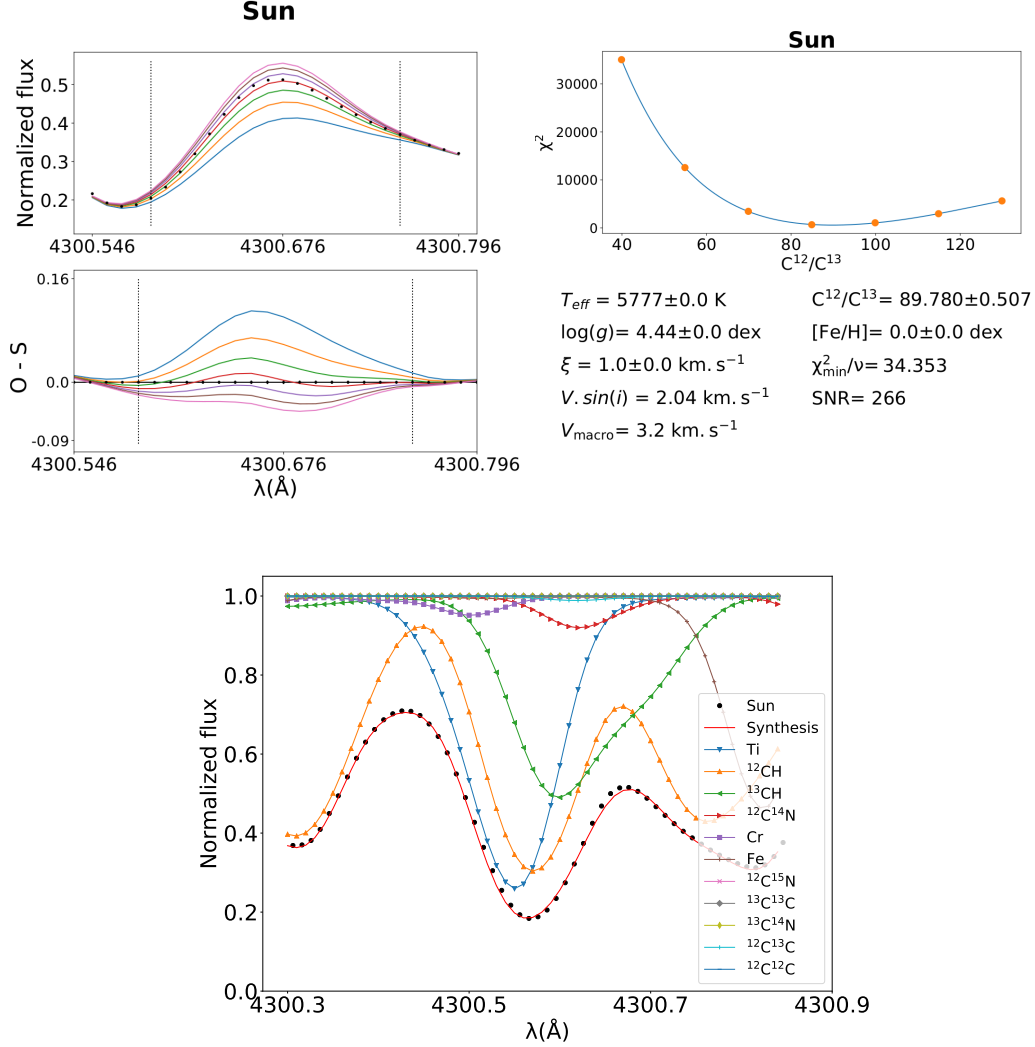 Sun
Normalized flux
0.5
0.4
0.3
0.2
4300.546
4300.676
4300.796
O - S
0.16
0.0
-0.09
4300.546
4300.676
4300.796
λ(Å)
Sun
χ²
30000
20000
10000
0
40
60
80
100
120
C¹²/C¹³
T_eff = 5777±0.0 K
log(g)= 4.44±0.0 dex
ξ = 1.0±0.0 km. s⁻¹
V.sin(i) = 2.04 km. s⁻¹
V_macro= 3.2 km. s⁻¹
C¹²/C¹³= 89.780±0.507
[Fe/H]= 0.0±0.0 dex
χ²_min/ν= 34.353
SNR= 266
Normalized flux
1.0
0.8
0.6
0.4
0.2
0.0
4300.3
4300.5
4300.7
4300.9
λ(Å)
Sun
Synthesis
Ti
¹²CH
¹³CH
¹²C¹⁴N
Cr
Fe
¹²C¹⁵N
¹³C¹³C
¹³C¹⁴N
¹²C¹³C
¹²C¹²C